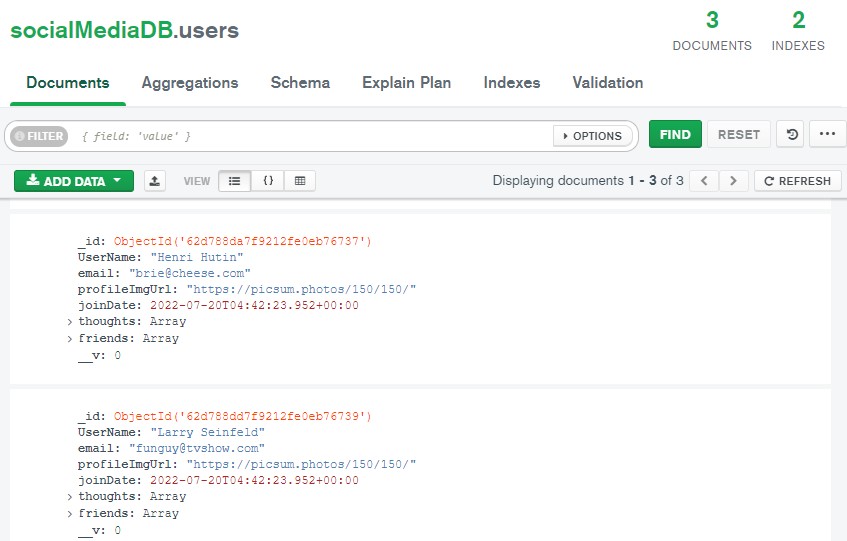 socialMediaDB.users
3 DOCUMENTS
2 INDEXES
Documents Aggregations Schema Explain Plan Indexes Validation
FILTER { field: 'value' } OPTIONS FIND RESET ...
ADD DATA VIEW {} Displaying documents 1 - 3 of 3 < > REFRESH
_id: ObjectId('62d788da7f9212fe0eb76737')
UserName: "Henri Hutin"
email: "brie@cheese.com"
profileImgUrl: "https://picsum.photos/150/150/"
joinDate: 2022-07-20T04:42:23.952+00:00
> thoughts: Array
> friends: Array
__v: 0
_id: ObjectId('62d788dd7f9212fe0eb76739')
UserName: "Larry Seinfeld"
email: "funguy@tvshow.com"
profileImgUrl: "https://picsum.photos/150/150/"
joinDate: 2022-07-20T04:42:23.952+00:00
> thoughts: Array
> friends: Array
__v: 0